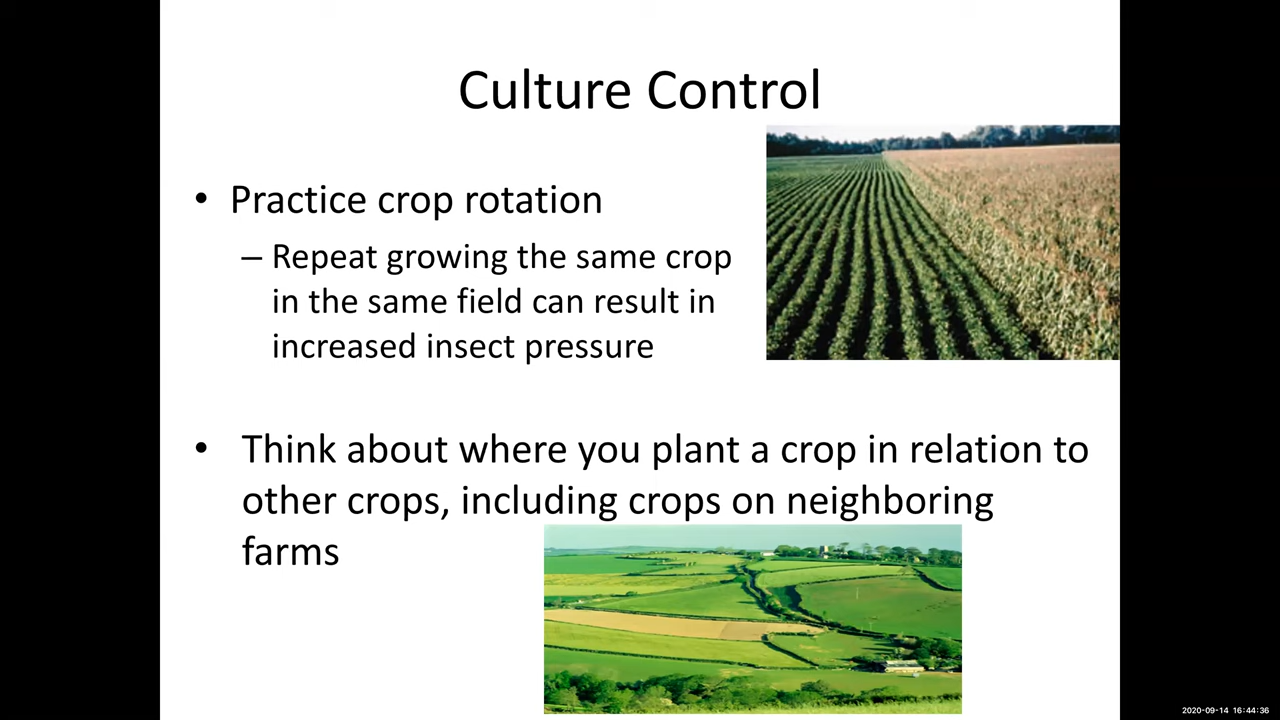 Culture Control
• Practice crop rotation
– Repeat growing the same crop
in the same field can result in
increased insect pressure
• Think about where you plant a crop in relation to
other crops, including crops on neighboring
farms
2020-09-14 16:44:36